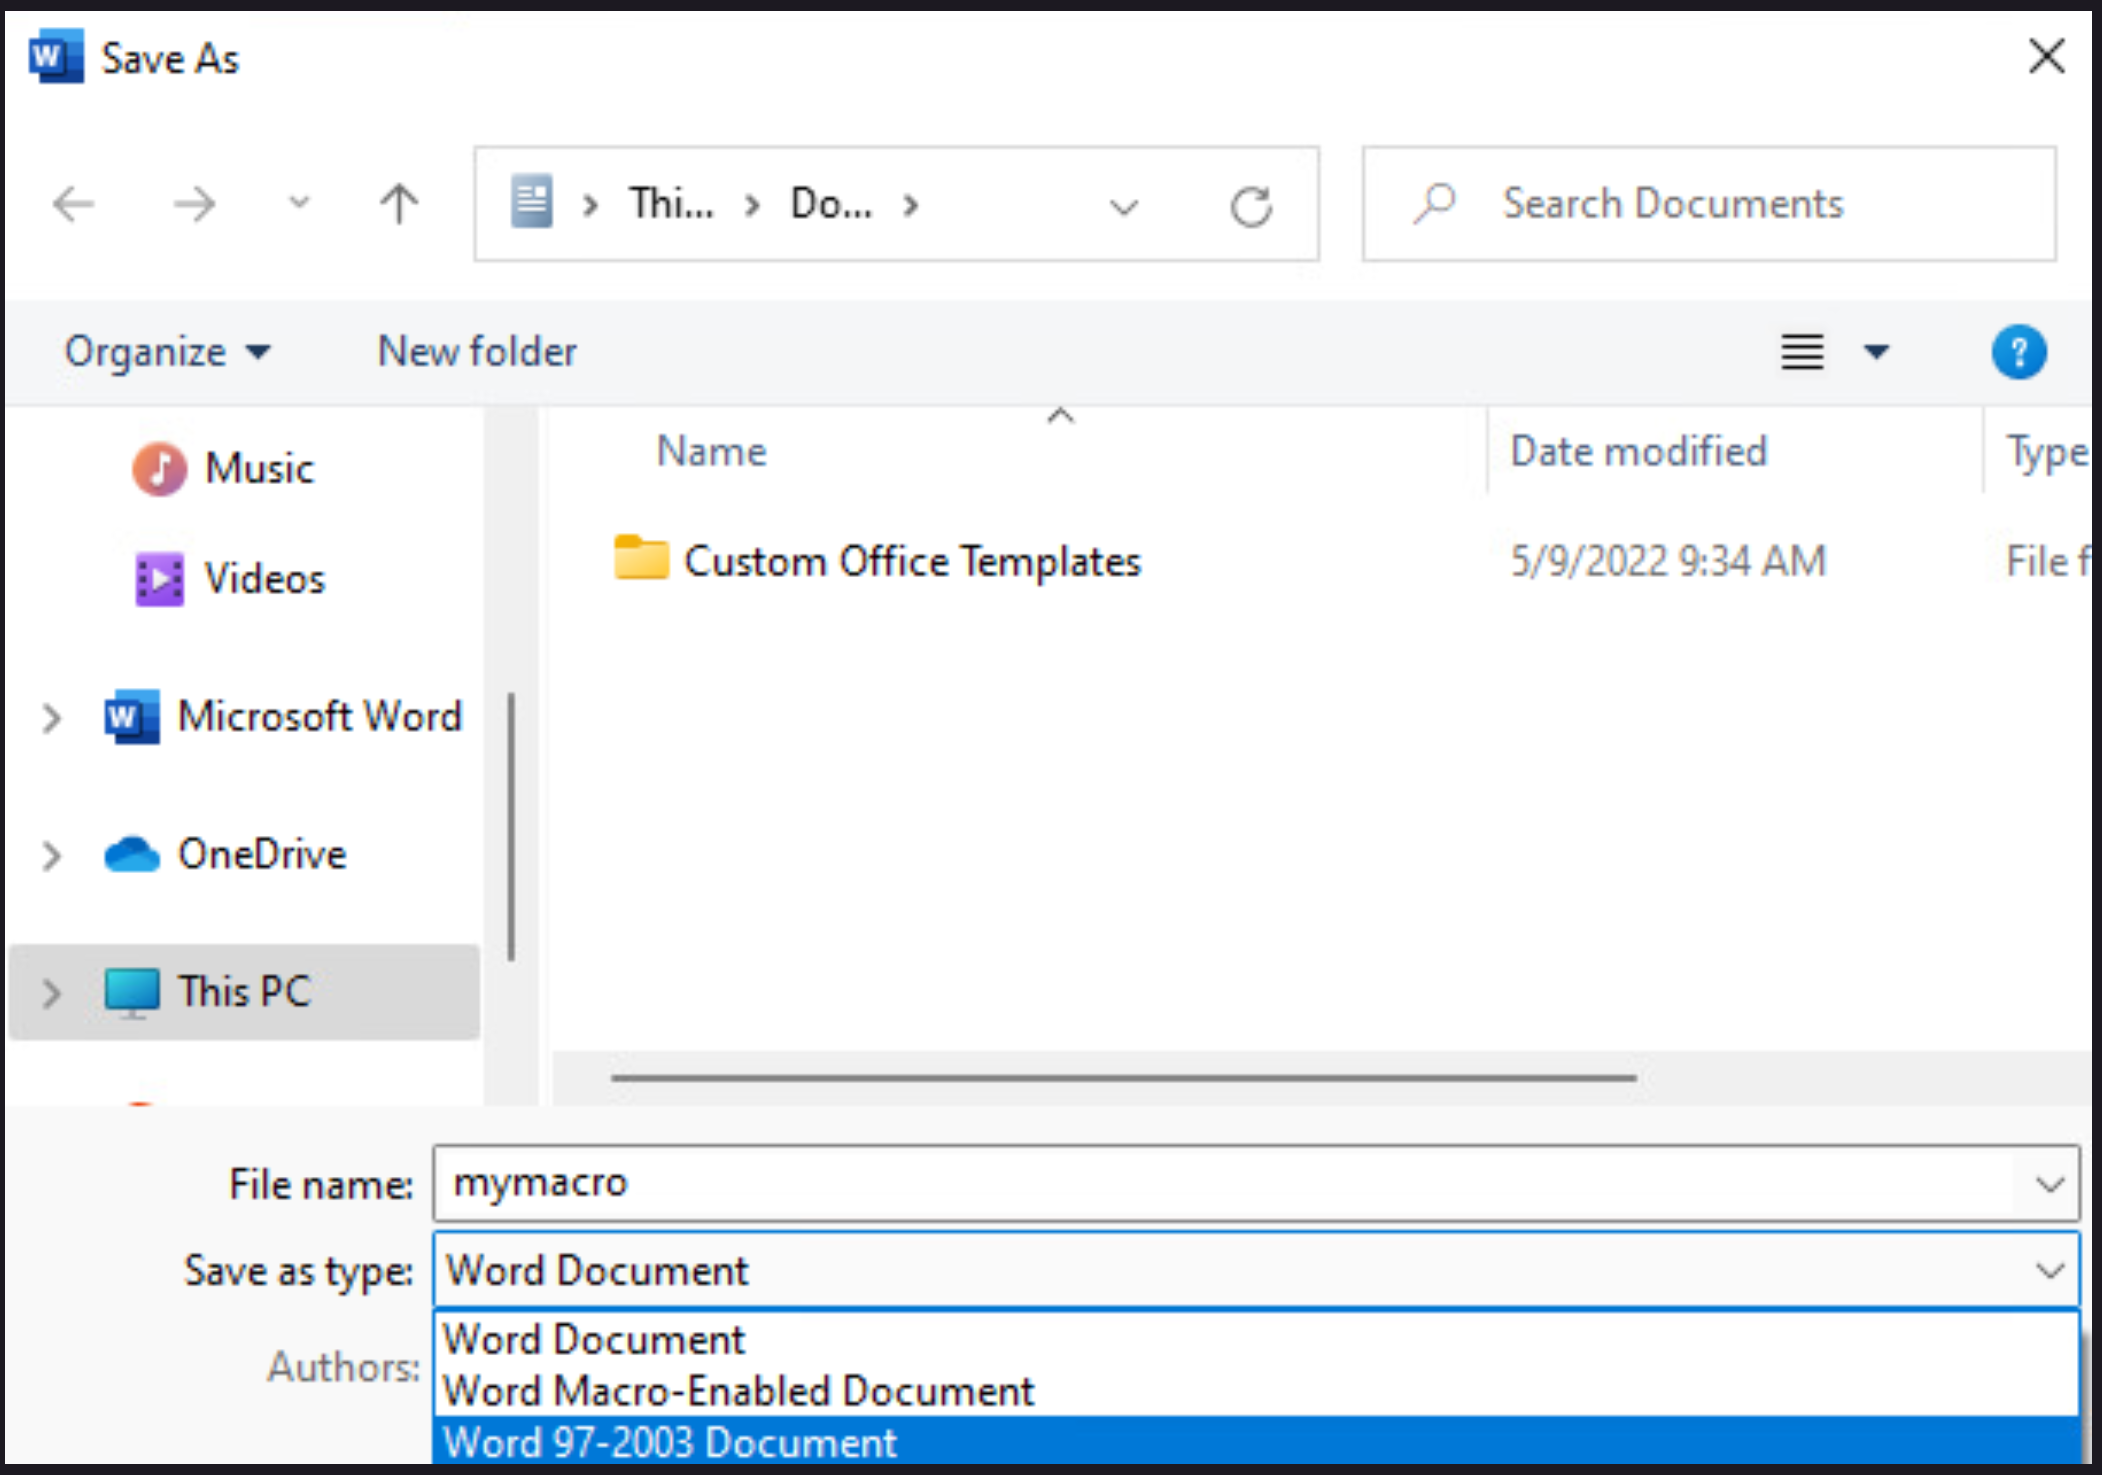 Save As
Thi... Do...
Search Documents
Organize New folder
Name Date modified Type
Music
Videos
Microsoft Word
OneDrive
This PC
Custom Office Templates 5/9/2022 9:34 AM File f
File name: mymacro
Save as type: Word Document
Authors:
Word Document
Word Macro-Enabled Document
Word 97-2003 Document